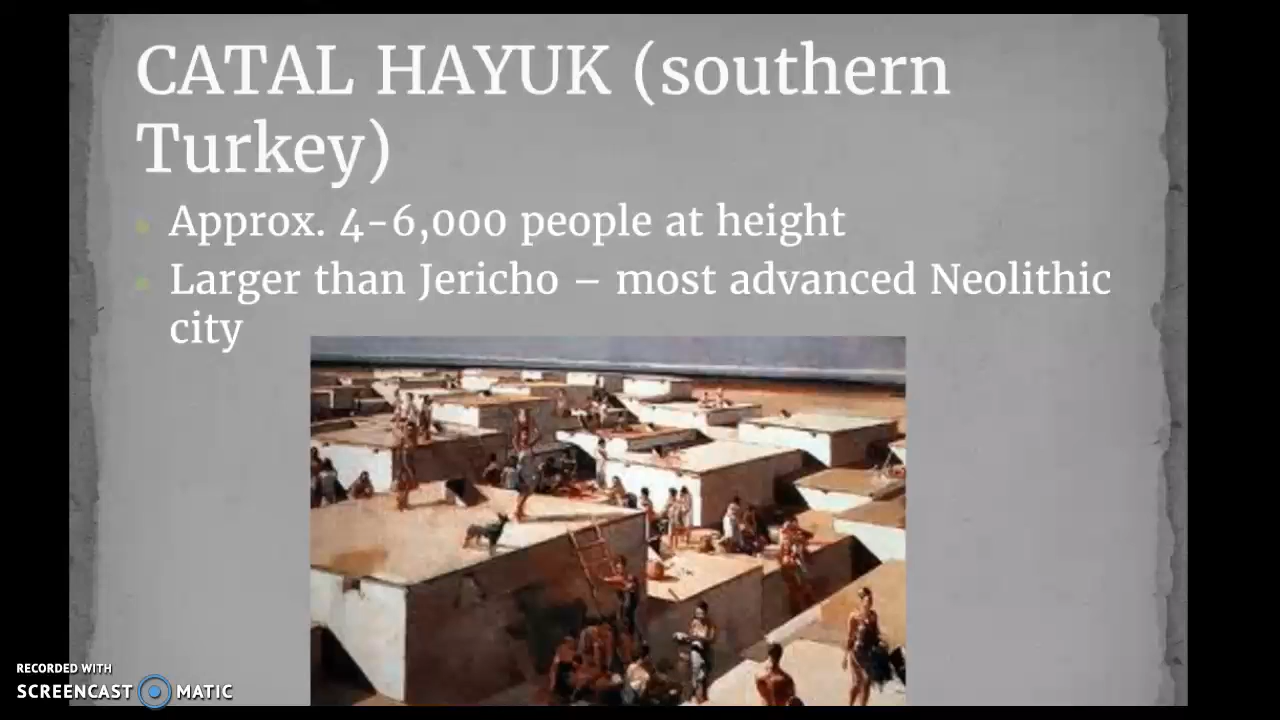 CATAL HAYUK (southern
Turkey)
Approx. 4-6,000 people at height
Larger than Jericho – most advanced Neolithic
city
RECORDED WITH
SCREENCAST MATIC